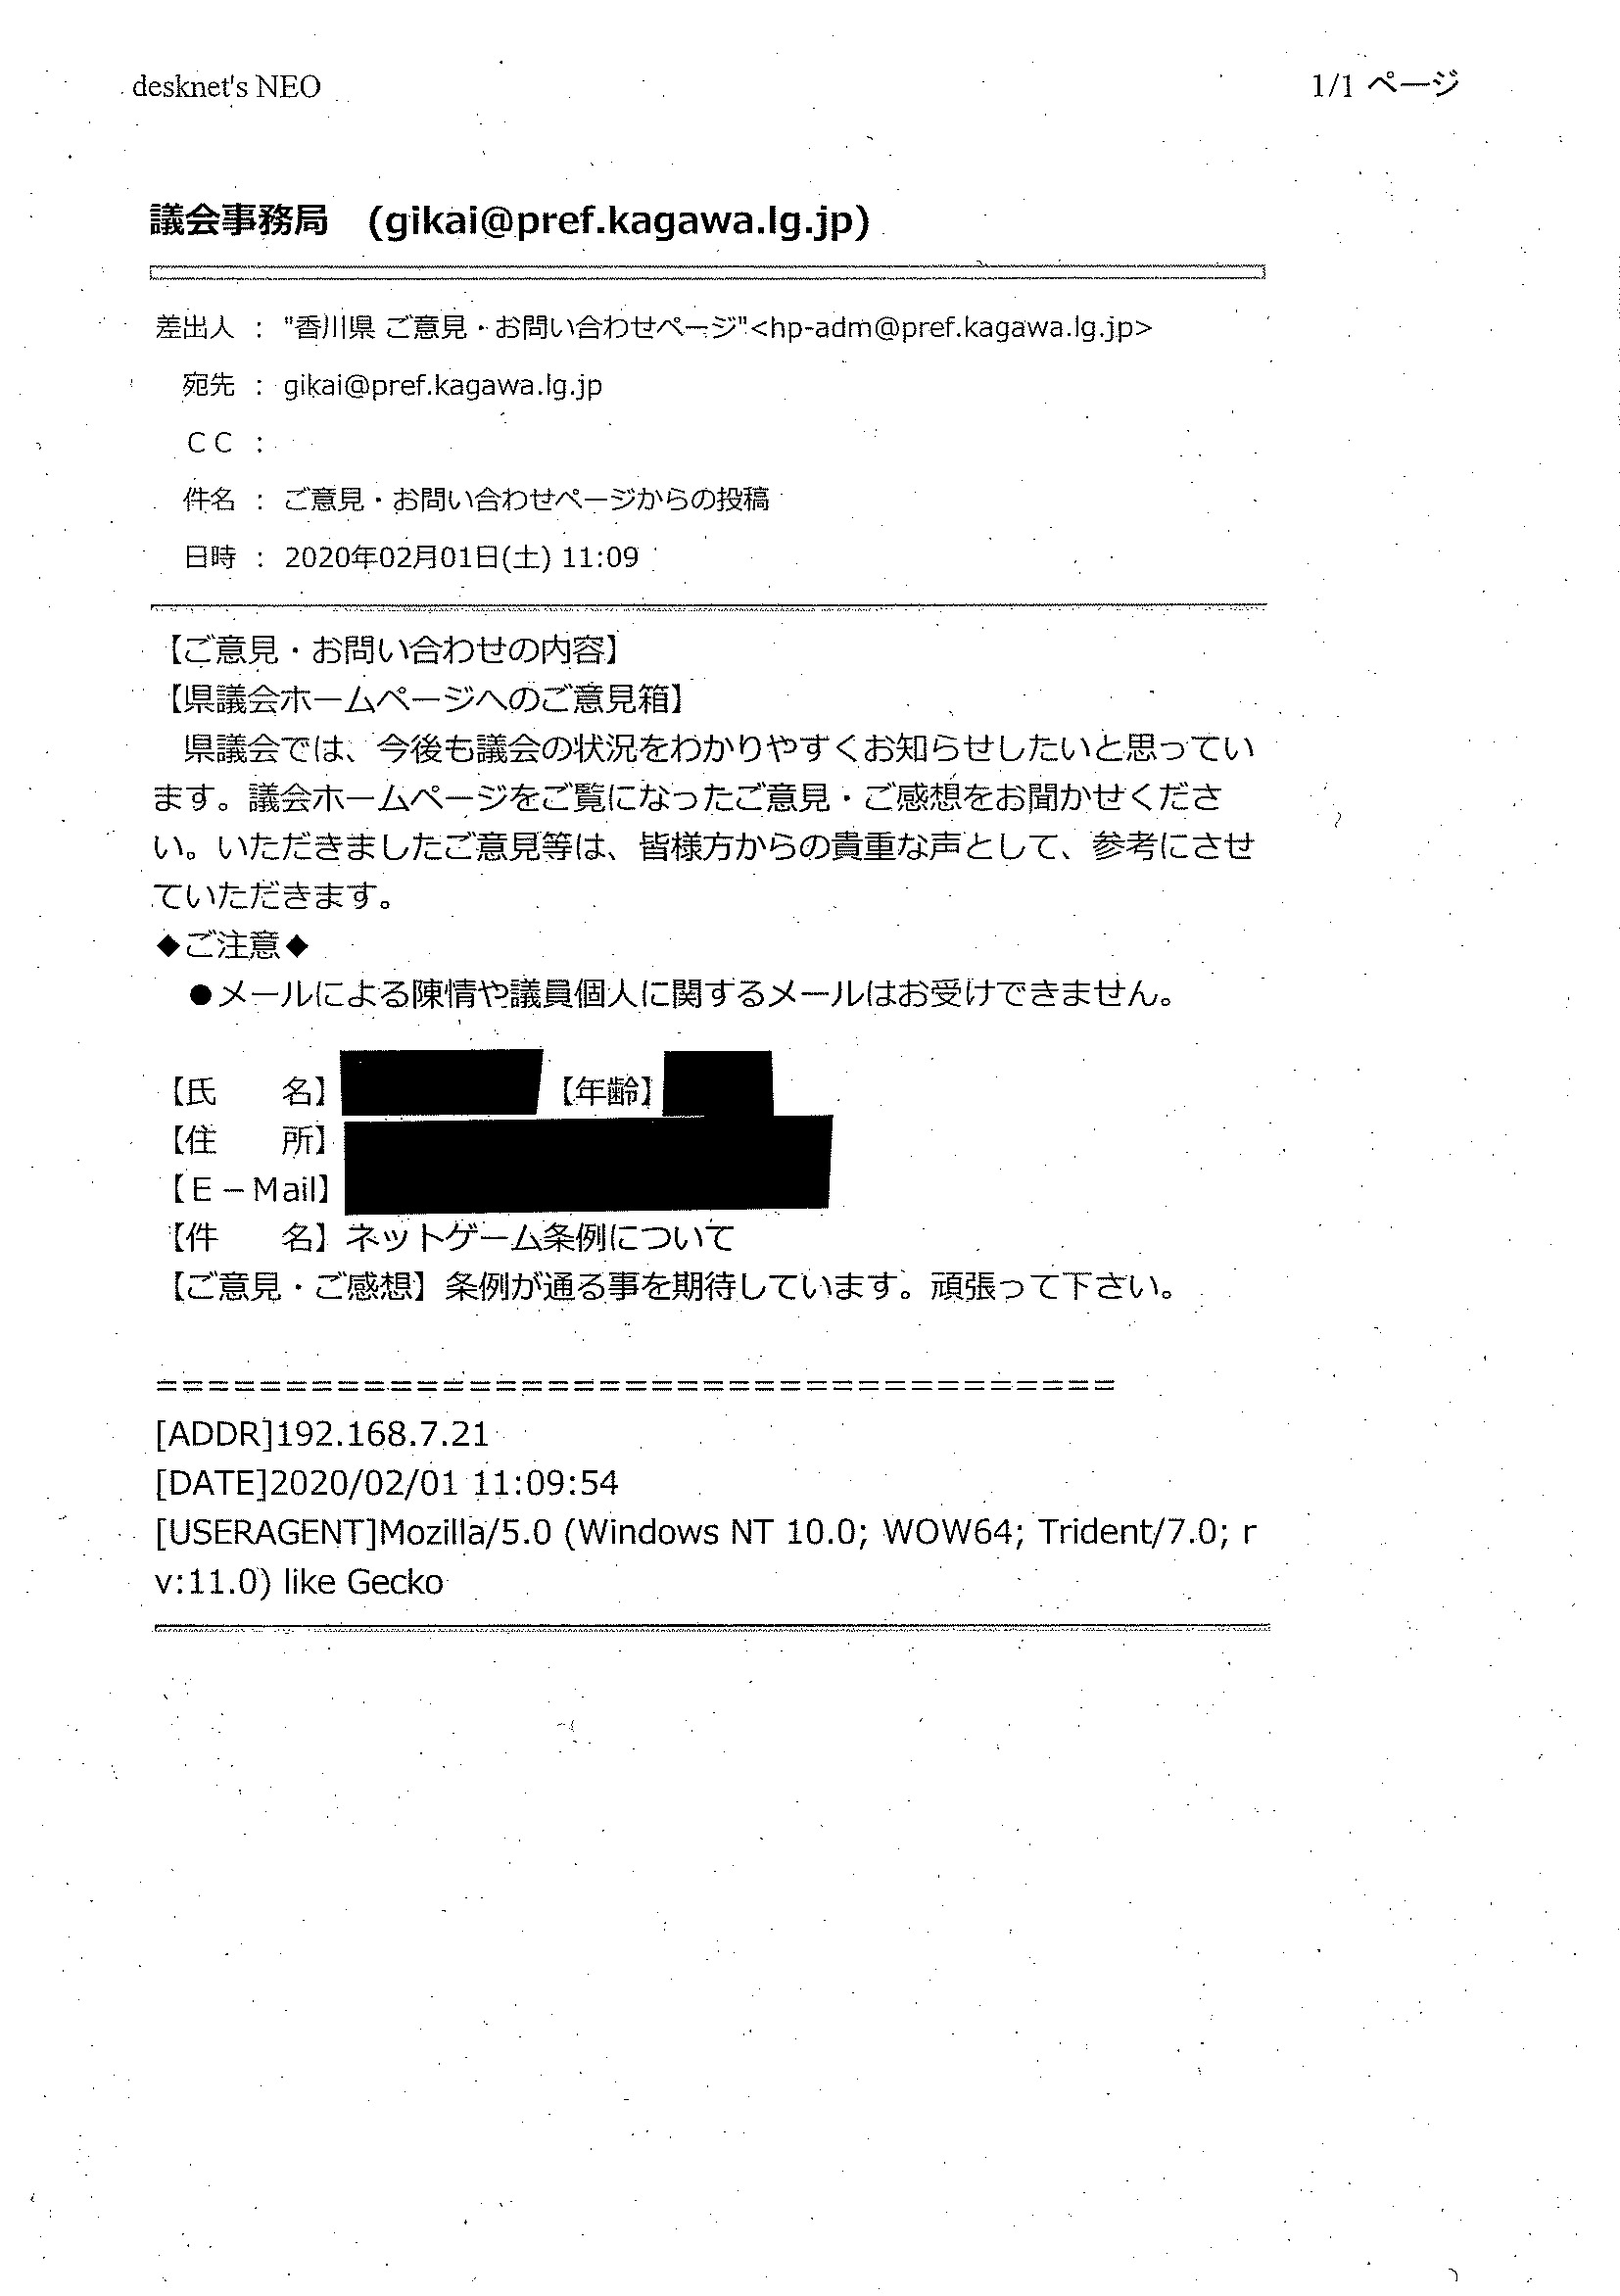 desknet's NEO
1/1 ページ
議会事務局 (gikai@pref.kagawa.lg.jp)
差出人 : "香川県 ご意見・お問い合わせページ"<hp-adm@pref.kagawa.lg.jp>
宛先 : gikai@pref.kagawa.lg.jp
ＣＣ :
件名 : ご意見・お問い合わせページからの投稿
日時 : 2020年02月01日(土) 11:09
【ご意見・お問い合わせの内容】
【県議会ホームページへのご意見箱】
　県議会では、今後も議会の状況をわかりやすくお知らせしたいと思ってい
ます。議会ホームページをご覧になったご意見・ご感想をお聞かせくださ
い。いただきましたご意見等は、皆様方からの貴重な声として、参考にさせ
ていただきます。
◆ご注意◆
　●メールによる陳情や議員個人に関するメールはお受けできません。
【氏　　名】 【年齢】
【住　　所】
【Ｅ－Mail】
【件　　名】ネットゲーム条例について
【ご意見・ご感想】条例が通る事を期待しています。頑張って下さい。
=====================================
[ADDR]192.168.7.21
[DATE]2020/02/01 11:09:54
[USERAGENT]Mozilla/5.0 (Windows NT 10.0; WOW64; Trident/7.0; r
v:11.0) like Gecko